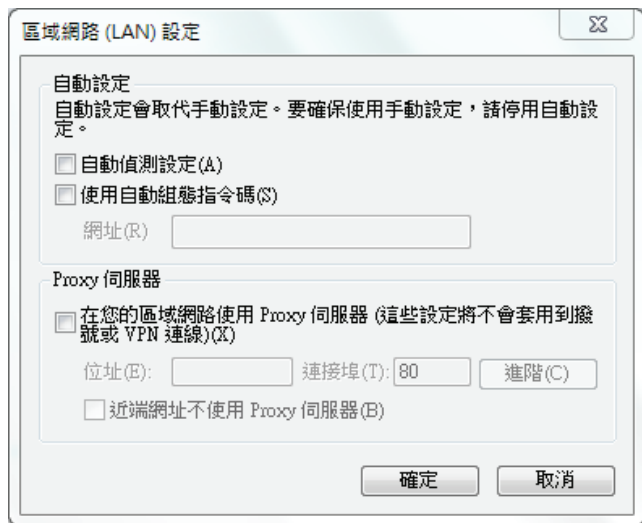 區域網路 (LAN) 設定
自動設定
自動設定會取代手動設定。要確保使用手動設定，請停用自動設
定。
自動偵測設定(A)
使用自動組態指令碼(S)
網址(R)
Proxy 伺服器
在您的區域網路使用 Proxy 伺服器 (這些設定將不會套用到撥
號或 VPN 連線)(X)
位址(E): 連接埠(T): 80 進階(C)
近端網址不使用 Proxy 伺服器(B)
確定 取消